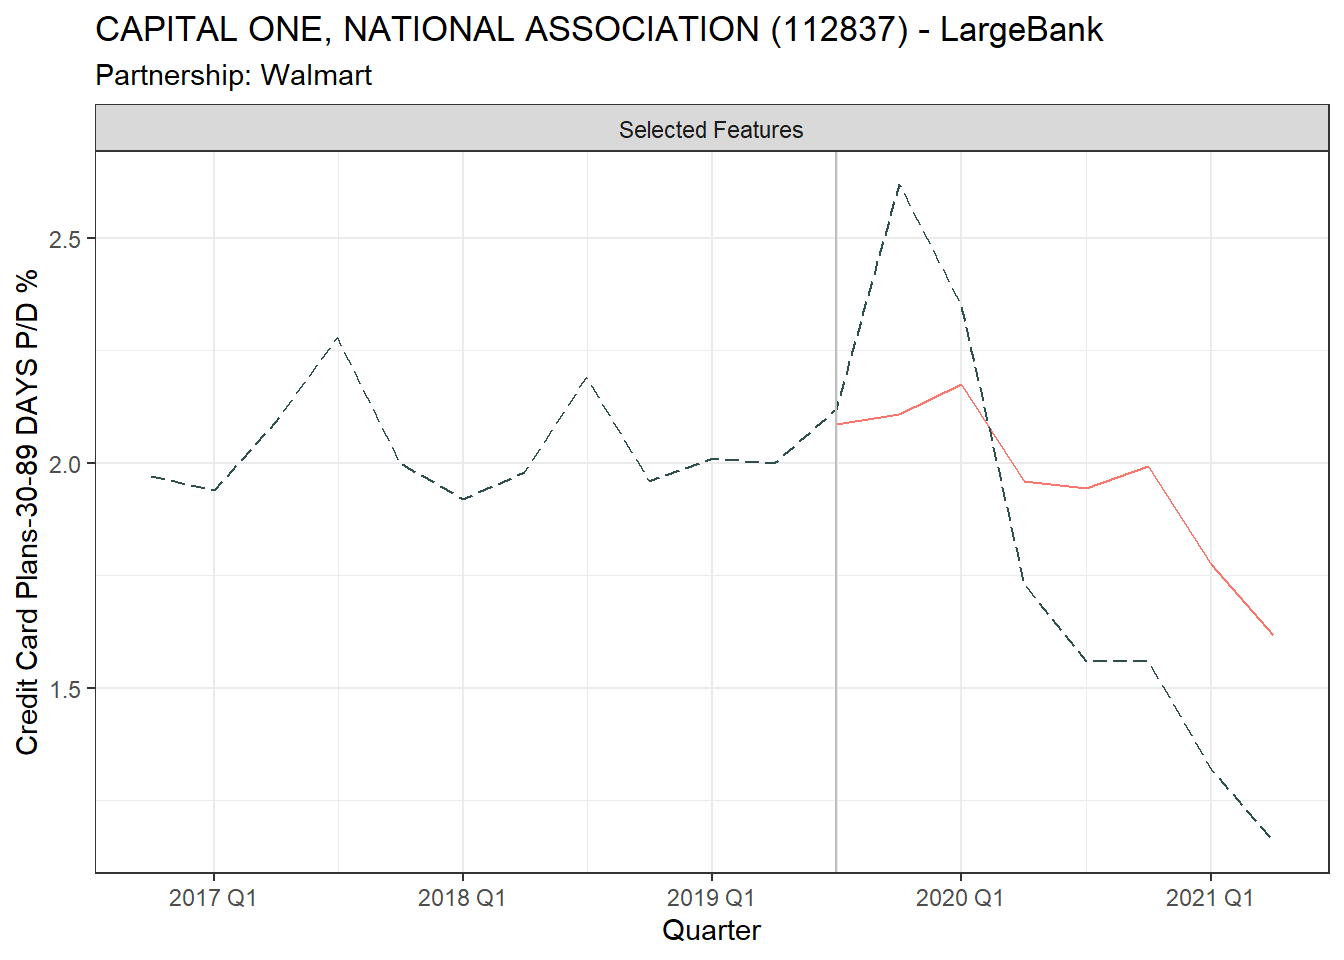 CAPITAL ONE, NATIONAL ASSOCIATION (112837) - LargeBank
Partnership: Walmart
Selected Features
Credit Card Plans-30-89 DAYS P/D %
2.5
2.0
1.5
2017 Q1
2018 Q1
2019 Q1
2020 Q1
2021 Q1
Quarter